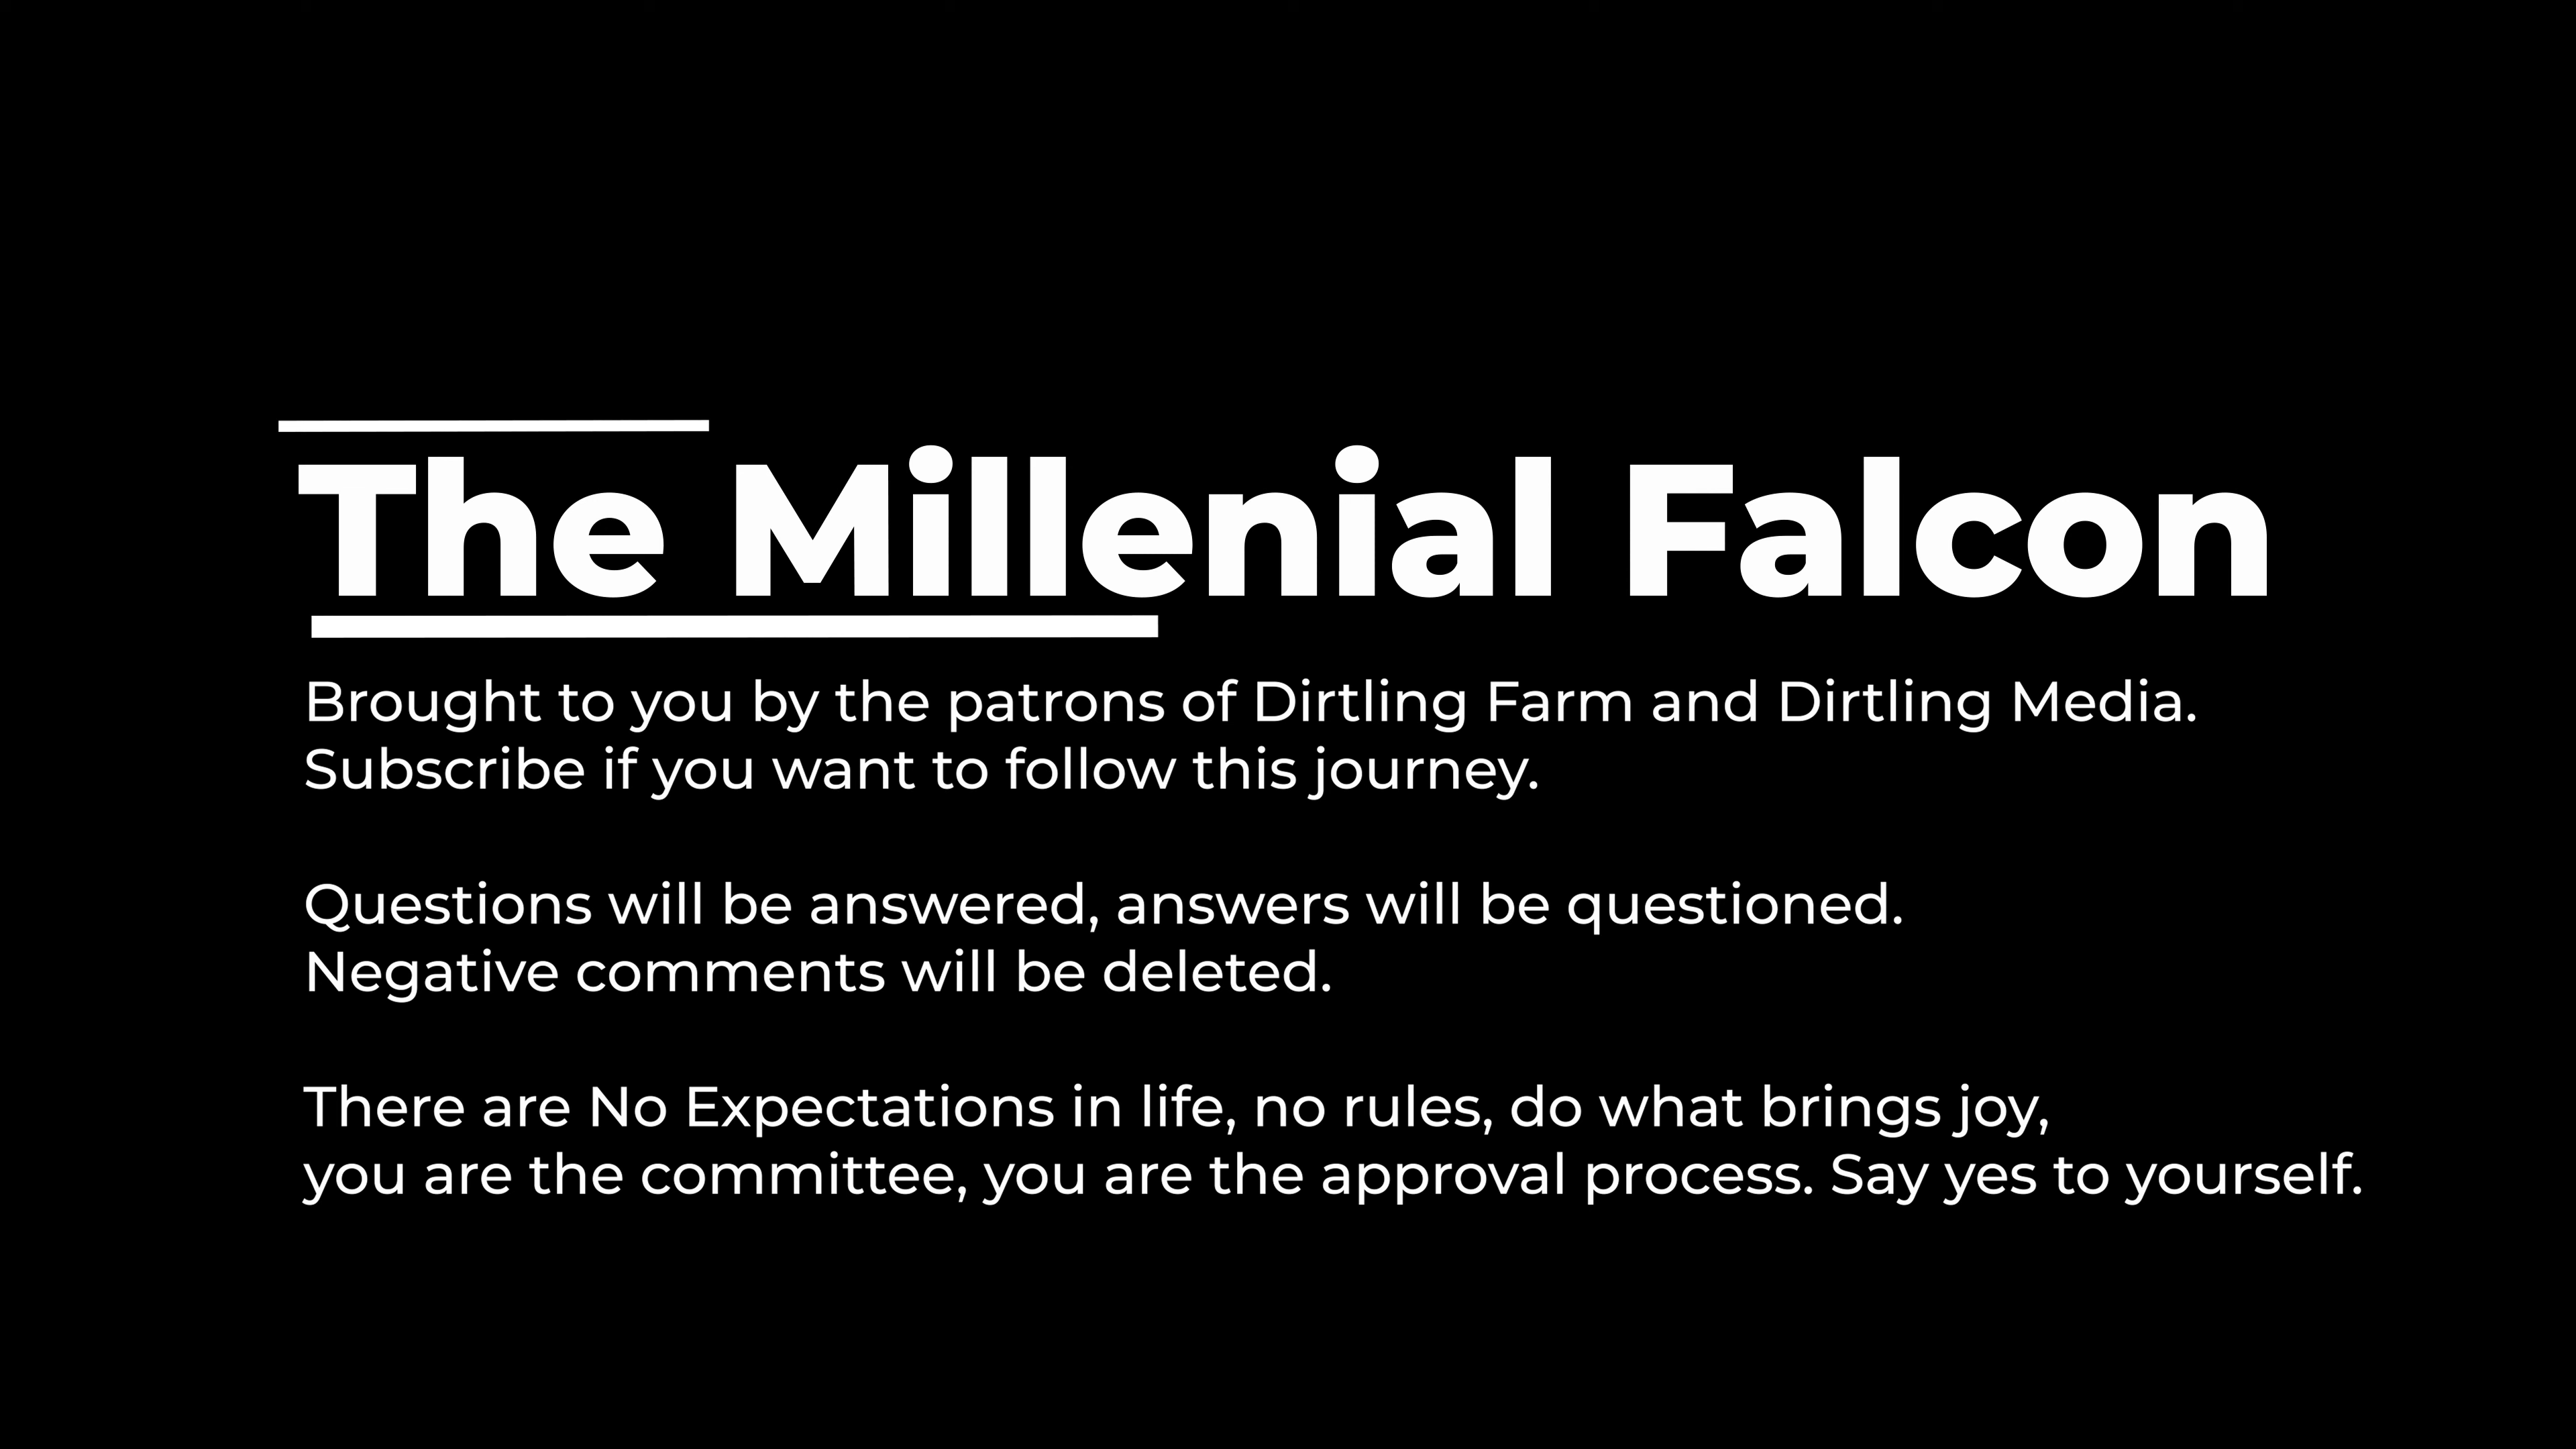 The Millenial Falcon
Brought to you by the patrons of Dirtling Farm and Dirtling Media.
Subscribe if you want to follow this journey.
Questions will be answered, answers will be questioned.
Negative comments will be deleted.
There are No Expectations in life, no rules, do what brings joy,
you are the committee, you are the approval process. Say yes to yourself.